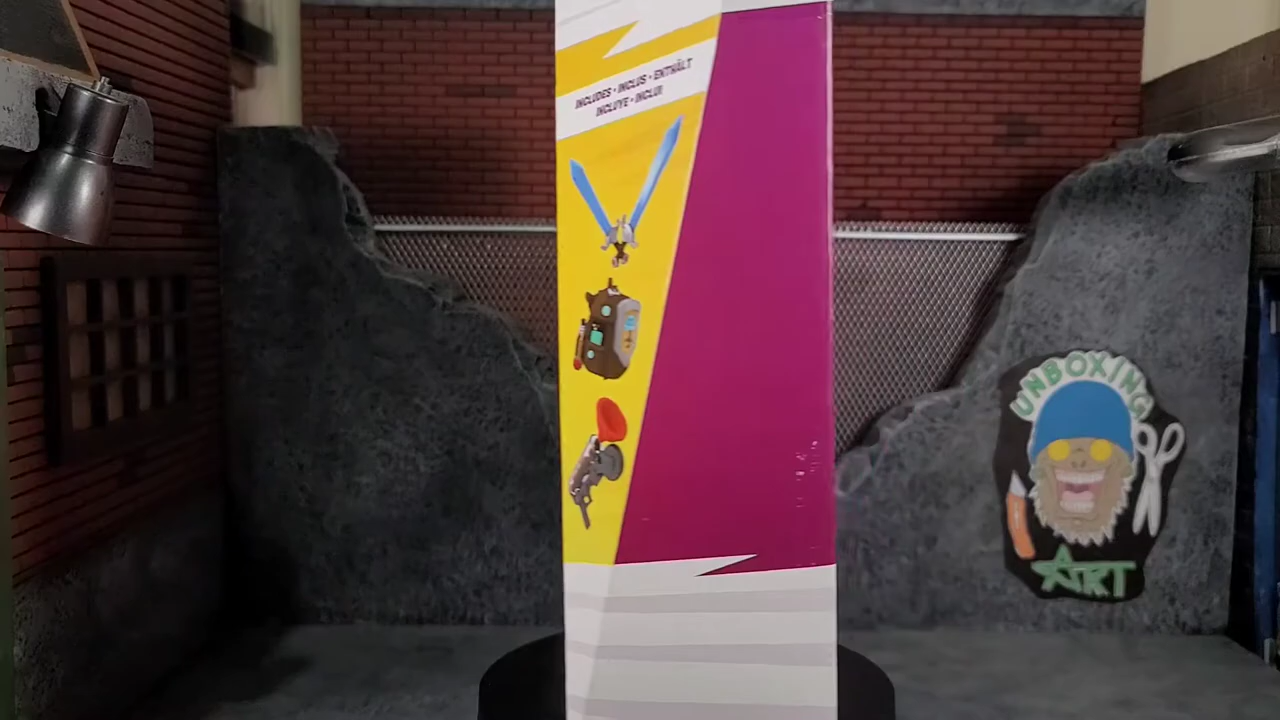 INCLUDES • INCLUS • ENTHÄLT
INCLUYE • INCLUI
UNBOXING
ART